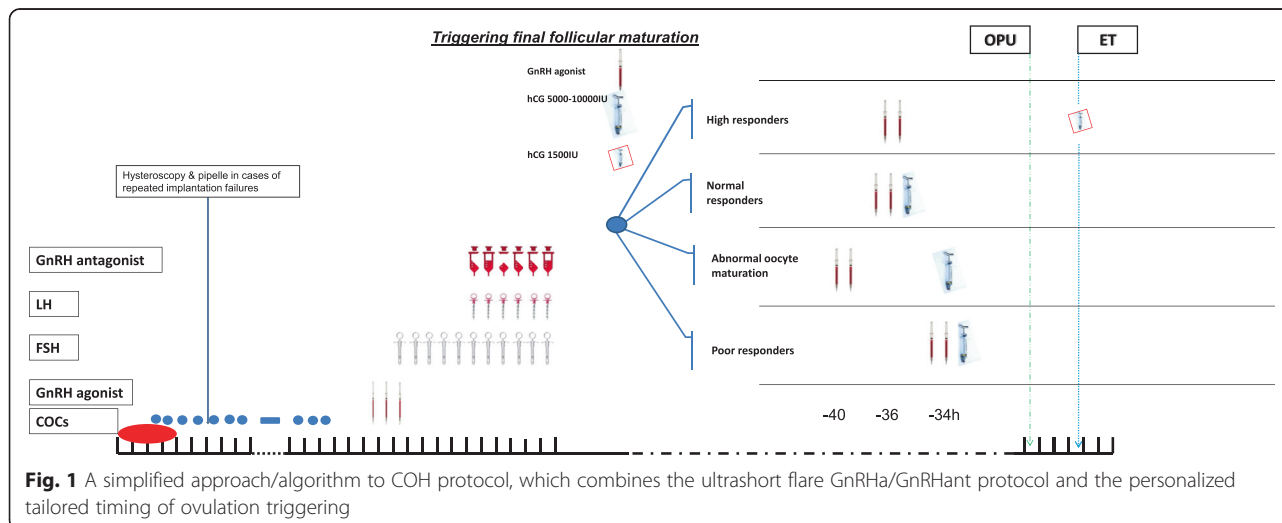 Triggering final follicular maturation
OPU
ET
GnRH agonist
hCG 5000-10000IU
hCG 1500IU
High responders
Hysteroscopy & pipelle in cases of
repeated implantation failures
Normal
responders
GnRH antagonist
Abnormal oocyte
maturation
LH
FSH
Poor responders
GnRH agonist
COCs
-40
-36
-34h
Fig. 1 A simplified approach/algorithm to COH protocol, which combines the ultrashort flare GnRHa/GnRHant protocol and the personalized
tailored timing of ovulation triggering